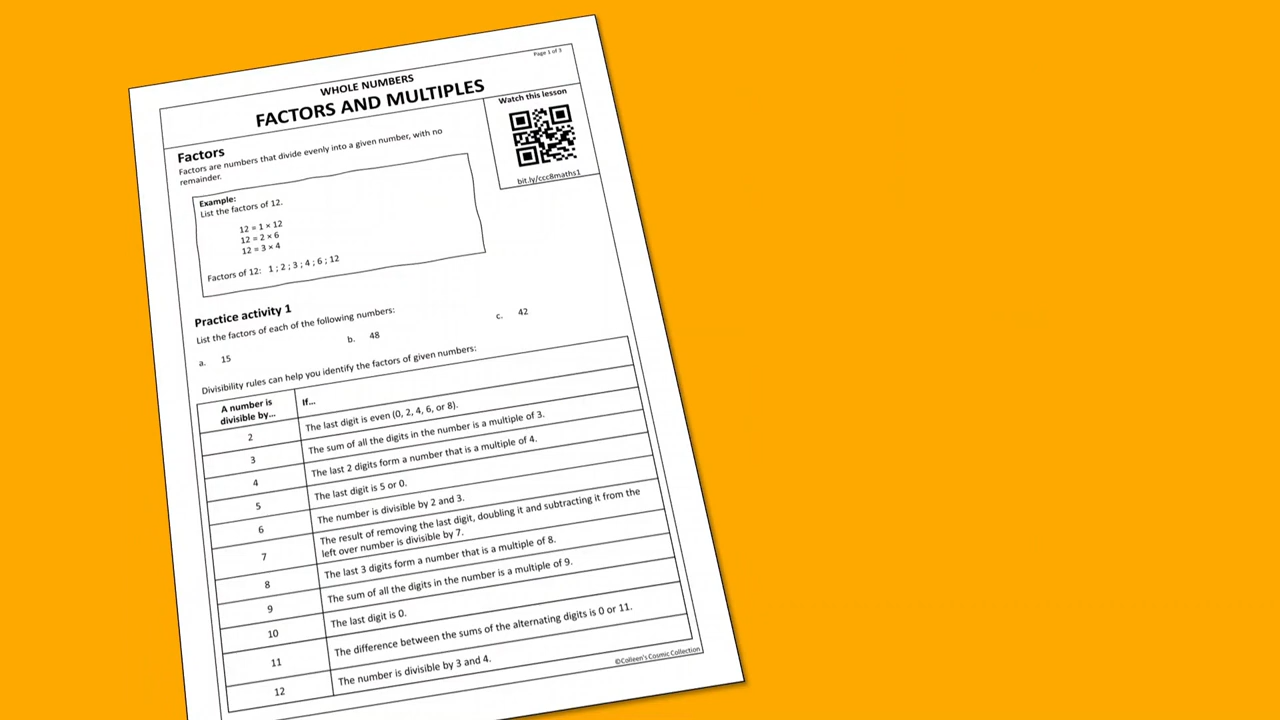 Page 1 of 3
WHOLE NUMBERS
FACTORS AND MULTIPLES
Watch this lesson
bit.ly/ccc8maths1
Factors
Factors are numbers that divide evenly into a given number, with no
remainder.
Example:
List the factors of 12.
12 = 1 × 12
12 = 2 × 6
12 = 3 × 4
Factors of 12: 1 ; 2 ; 3 ; 4 ; 6 ; 12
Practice activity 1
List the factors of each of the following numbers:
a. 15 b. 48 c. 42
Divisibility rules can help you identify the factors of given numbers:
A number is
divisible by...
If...
2 The last digit is even (0, 2, 4, 6, or 8).
3 The sum of all the digits in the number is a multiple of 3.
4 The last 2 digits form a number that is a multiple of 4.
5 The last digit is 5 or 0.
6 The number is divisible by 2 and 3.
7 The result of removing the last digit, doubling it and subtracting it from the
left over number is divisible by 7.
8 The last 3 digits form a number that is a multiple of 8.
9 The sum of all the digits in the number is a multiple of 9.
10 The last digit is 0.
11 The difference between the sums of the alternating digits is 0 or 11.
12 The number is divisible by 3 and 4.
©Colleen's Cosmic Collection